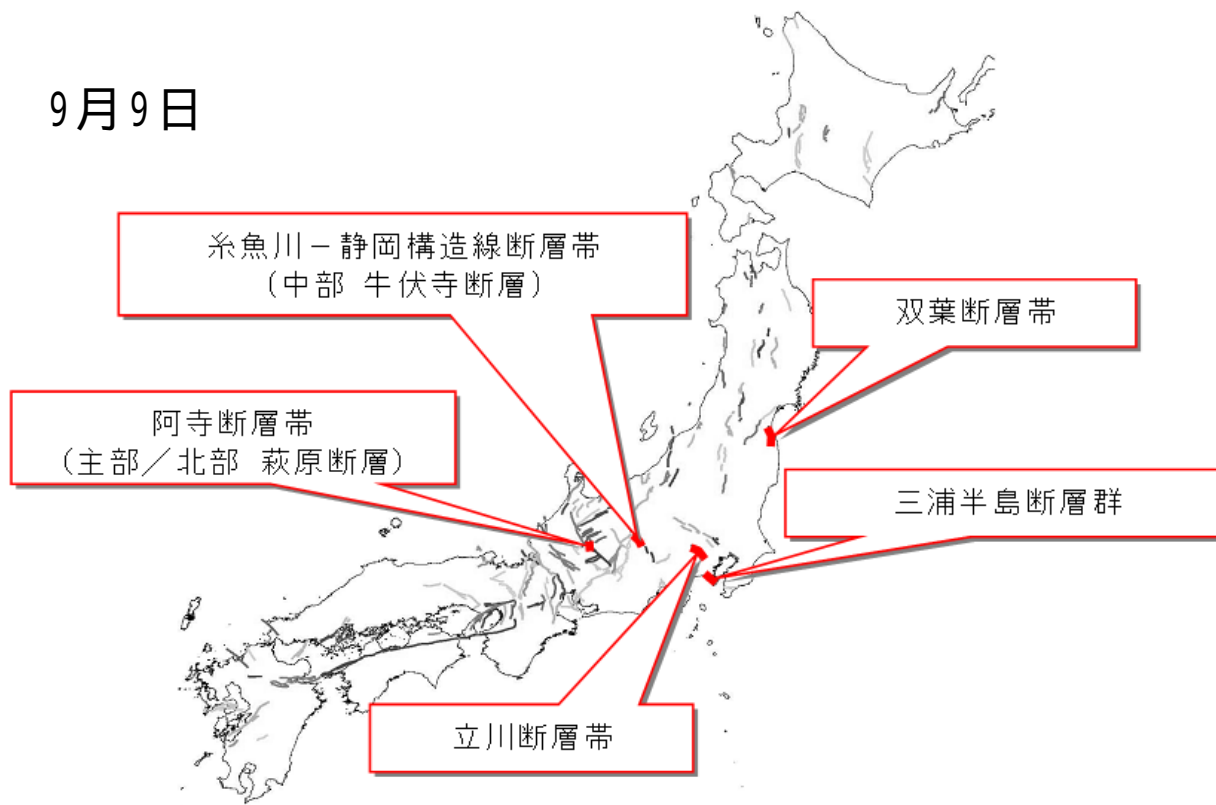 9月9日
糸魚川－静岡構造線断層帯
（中部 牛伏寺断層）
双葉断層帯
阿寺断層帯
（主部／北部 萩原断層）
三浦半島断層群
立川断層帯